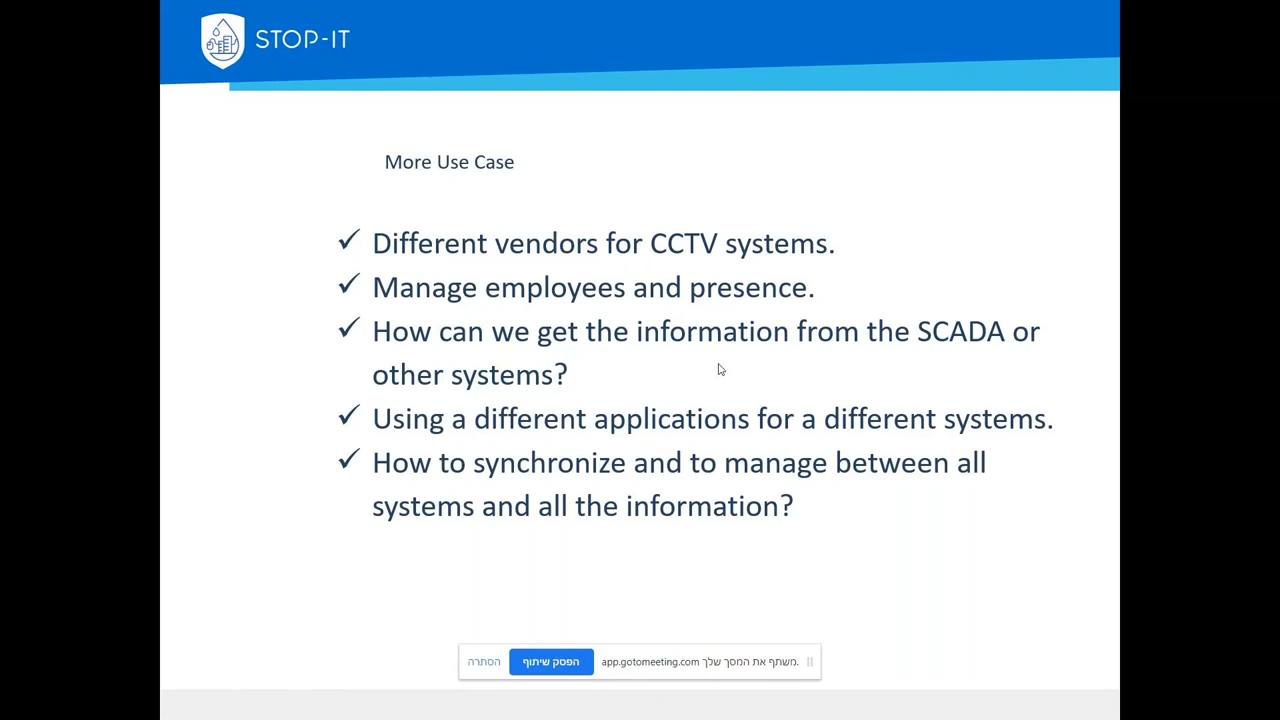 STOP-IT
More Use Case
✓ Different vendors for CCTV systems.
✓ Manage employees and presence.
✓ How can we get the information from the SCADA or
other systems?
✓ Using a different applications for a different systems.
✓ How to synchronize and to manage between all
systems and all the information?
app.gotomeeting.com משתף את המסך שלך.
הפסק שיתוף
הסתרה